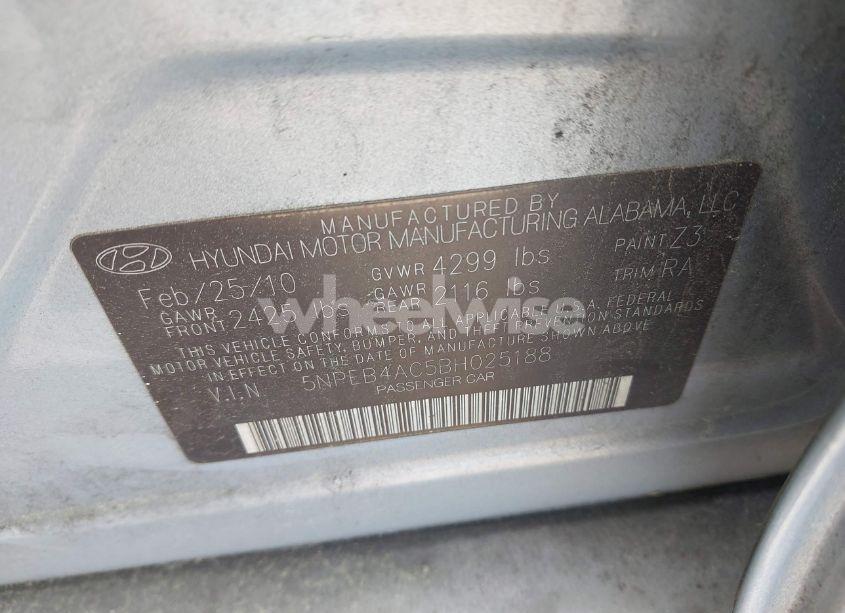 MANUFACTURED BY
HYUNDAI MOTOR MANUFACTURING ALABAMA, LLC
Feb/25/10 GVWR 4299 lbs PAINT Z3
GAWR FRONT 2425 lbs GAWR REAR 2116 lbs TRIM RA
THIS VEHICLE CONFORMS TO ALL APPLICABLE U.S.A. FEDERAL
MOTOR VEHICLE SAFETY, BUMPER, AND THEFT PREVENTION STANDARDS
IN EFFECT ON THE DATE OF MANUFACTURE SHOWN ABOVE
V.I.N. 5NPEB4AC5BH025188
PASSENGER CAR
wheelwise